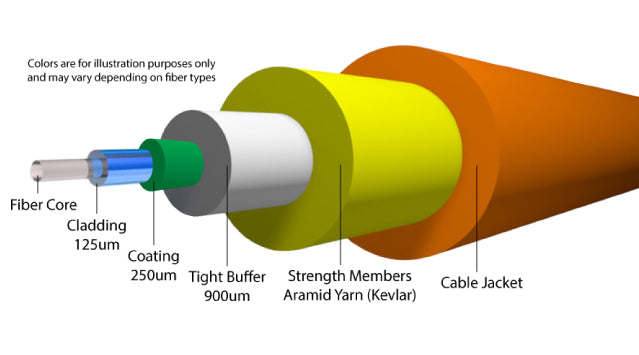 Colors are for illustration purposes only
and may vary depending on fiber types
Fiber Core
Cladding
125um
Coating
250um
Tight Buffer
900um
Strength Members
Aramid Yarn (Kevlar)
Cable Jacket